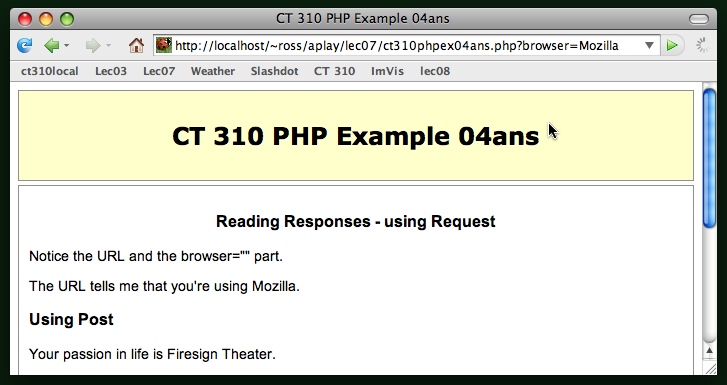 CT 310 PHP Example 04ans
http://localhost/~ross/aplay/lec07/ct310phpex04ans.php?browser=Mozilla
ct310local Lec03 Lec07 Weather Slashdot CT 310 ImVis lec08
CT 310 PHP Example 04ans
Reading Responses - using Request
Notice the URL and the browser="" part.
The URL tells me that you're using Mozilla.
Using Post
Your passion in life is Firesign Theater.